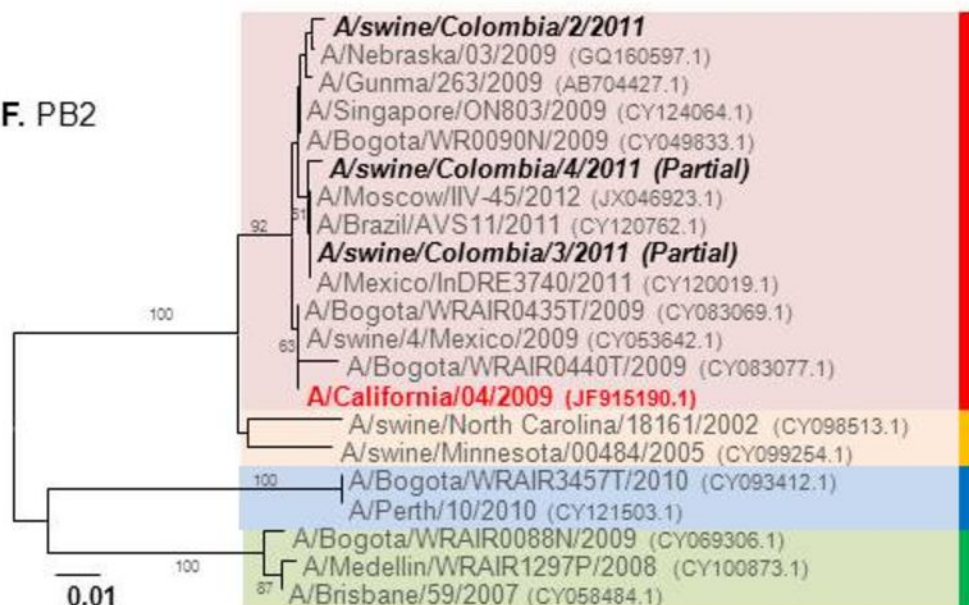 A/swine/Colombia/2/2011
A/Nebraska/03/2009 (GQ160597.1)
A/Gunma/263/2009 (AB704427.1)
A/Singapore/ON803/2009 (CY124064.1)
F. PB2
A/Bogota/WR0090N/2009 (CY049833.1)
A/swine/Colombia/4/2011 (Partial)
A/Moscow/IIV-45/2012 (JX046923.1)
51
A/Brazil/AVS11/2011 (CY120762.1)
92
A/swine/Colombia/3/2011 (Partial)
A/Mexico/InDRE3740/2011 (CY120019.1)
A/Bogota/WRAIR0435T/2009 (CY083069.1)
100
A/swine/4/Mexico/2009 (CY053642.1)
63
A/Bogota/WRAIR0440T/2009 (CY083077.1)
A/California/04/2009 (JF915190.1)
A/swine/North Carolina/18161/2002 (CY098513.1)
A/swine/Minnesota/00484/2005 (CY099254.1)
100
A/Bogota/WRAIR3457T/2010 (CY093412.1)
A/Perth/10/2010 (CY121503.1)
A/Bogota/WRAIR0088N/2009 (CY069306.1)
100
A/Medellin/WRAIR1297P/2008 (CY100873.1)
87
A/Brisbane/59/2007 (CY058484.1)
0.01